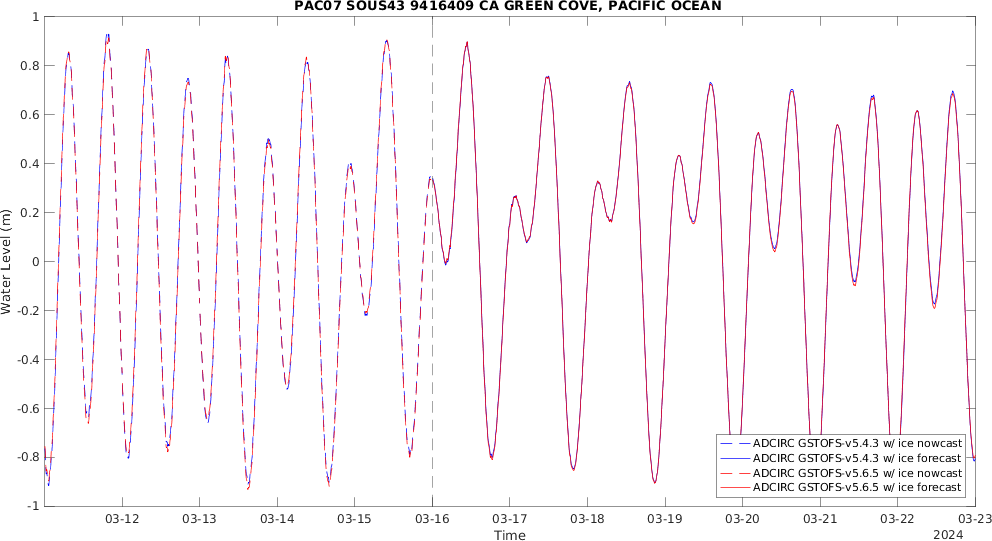 PAC07 SOUS43 9416409 CA GREEN COVE, PACIFIC OCEAN
1
0.8
0.6
0.4
0.2
0
-0.2
-0.4
-0.6
-0.8
-1
Water Level (m)
ADCIRC GSTOFS-v5.4.3 w/ ice nowcast
ADCIRC GSTOFS-v5.4.3 w/ ice forecast
ADCIRC GSTOFS-v5.6.5 w/ ice nowcast
ADCIRC GSTOFS-v5.6.5 w/ ice forecast
03-12 03-13 03-14 03-15 03-16 03-17 03-18 03-19 03-20 03-21 03-22 03-23
Time 2024